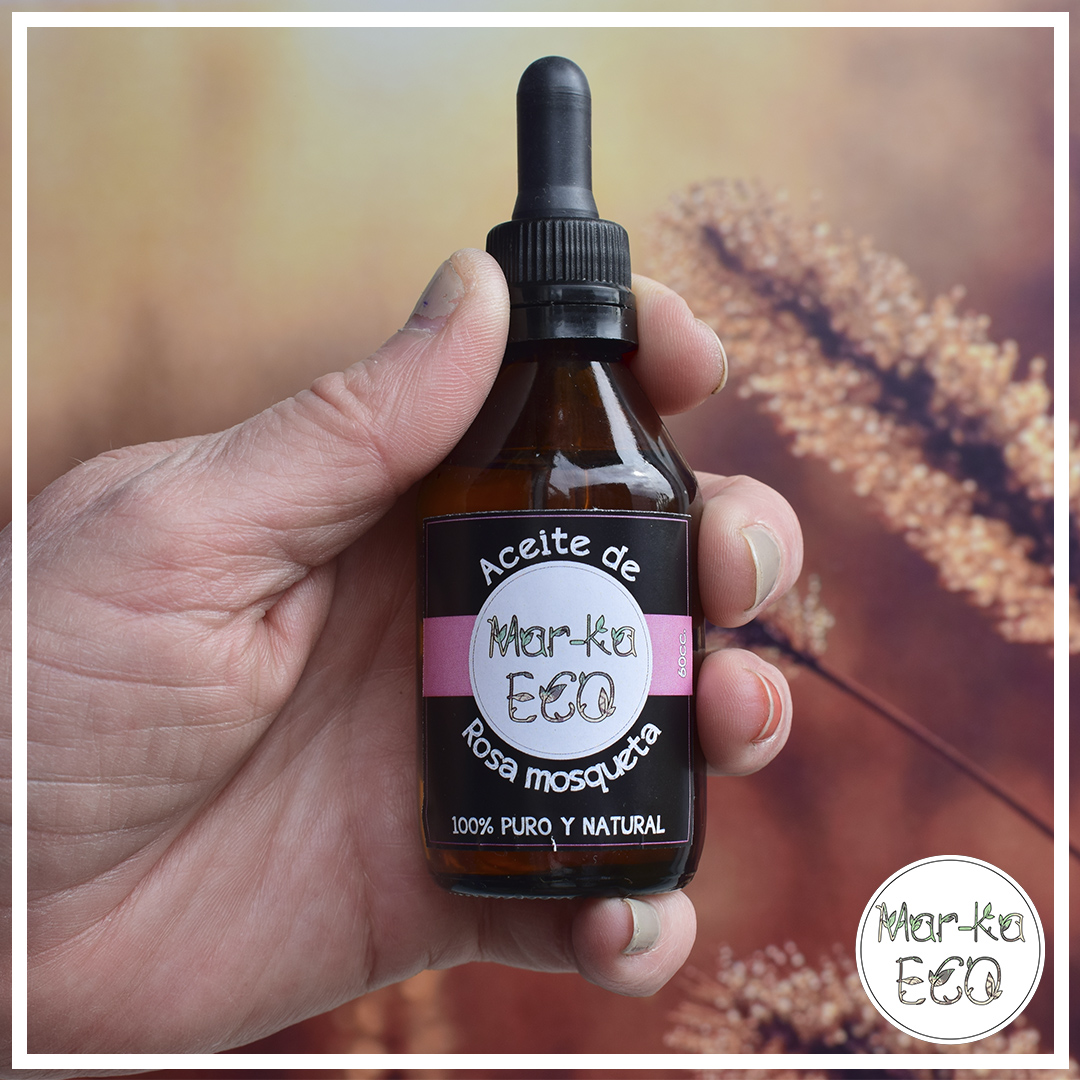 Aceite de
Mar-Ka
ECO
60cc.
Rosa mosqueta
100% PURO Y NATURAL
Mar-Ka
ECO